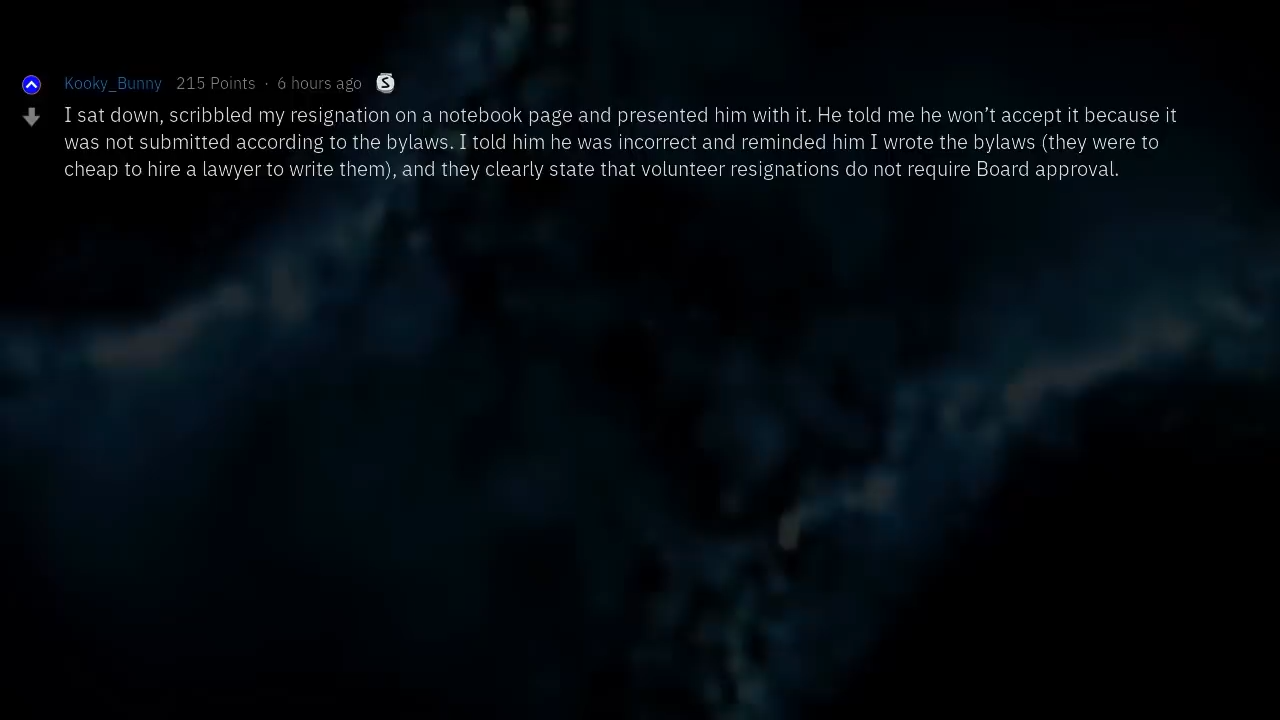 Kooky_Bunny 215 Points · 6 hours ago S
I sat down, scribbled my resignation on a notebook page and presented him with it. He told me he won’t accept it because it
was not submitted according to the bylaws. I told him he was incorrect and reminded him I wrote the bylaws (they were to
cheap to hire a lawyer to write them), and they clearly state that volunteer resignations do not require Board approval.